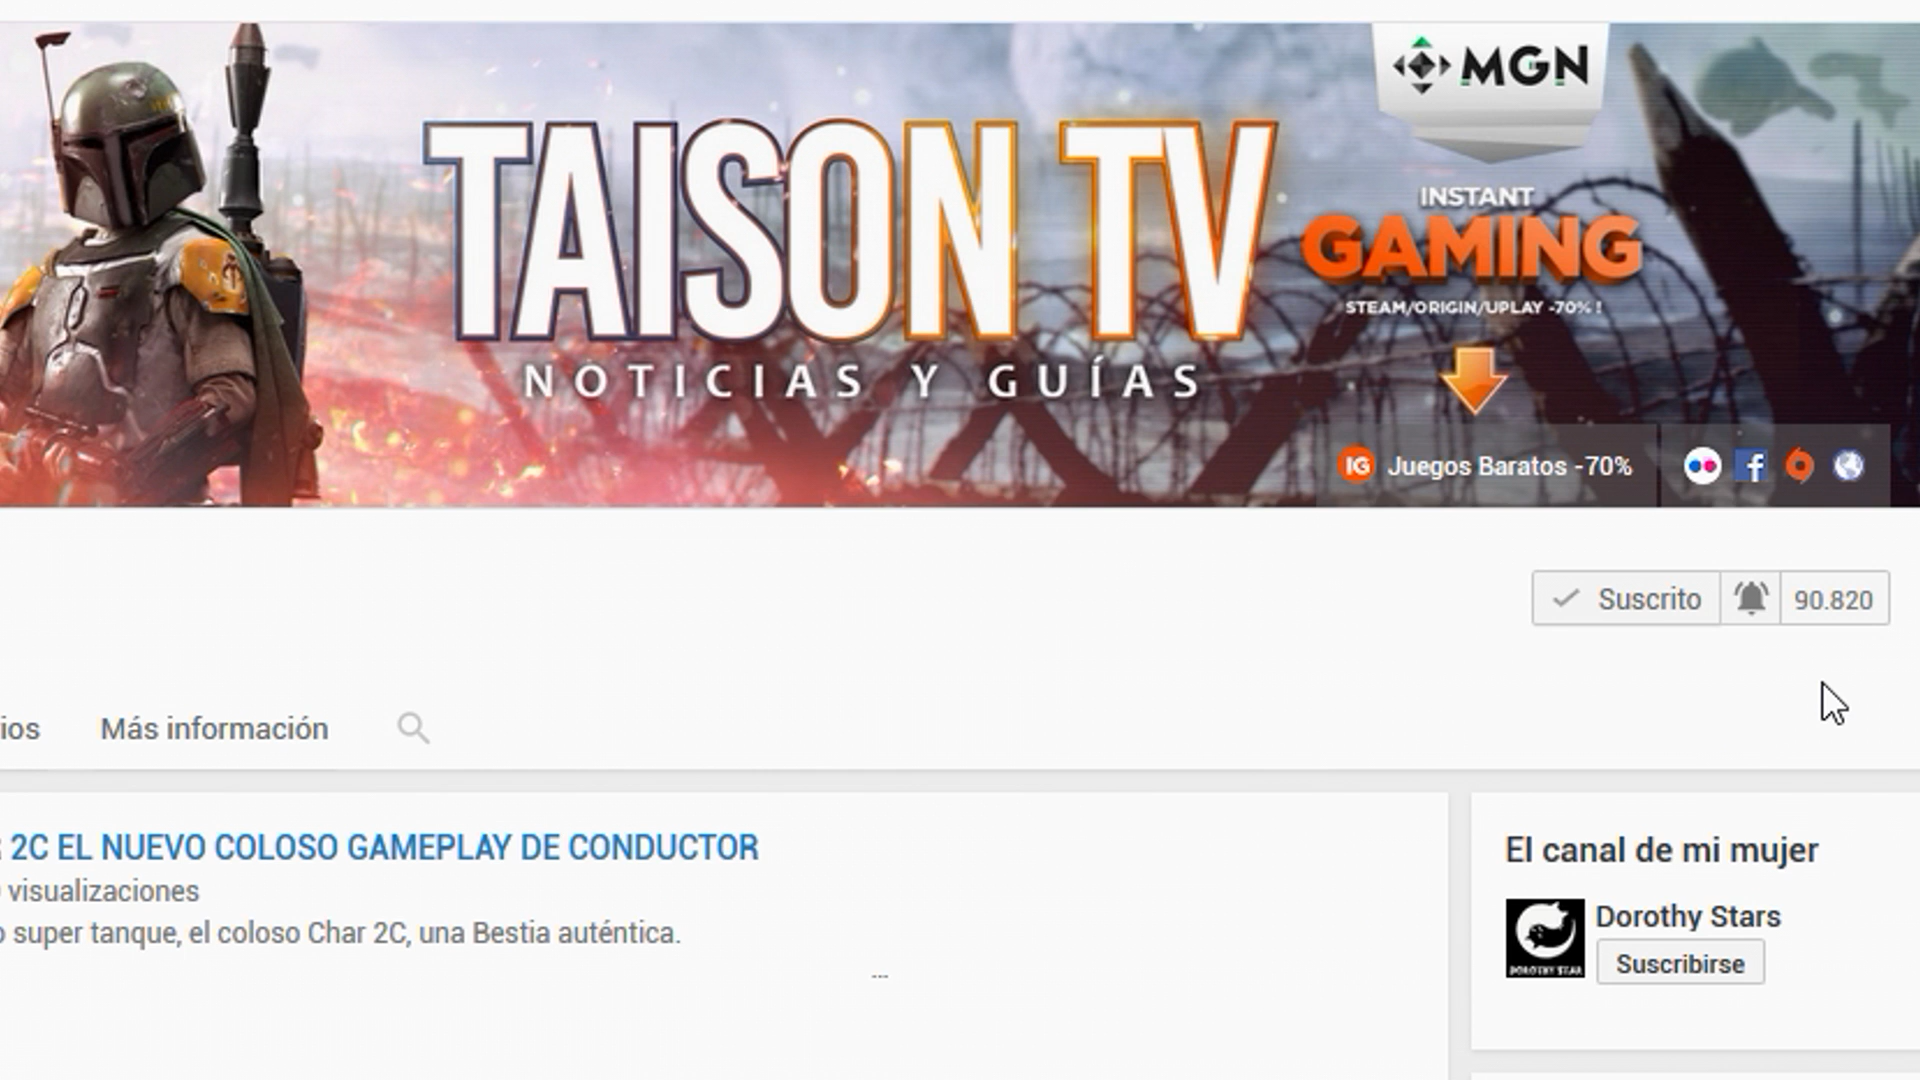 MGN
TAISON TV
NOTICIAS Y GUÍAS
INSTANT
GAMING
STEAM/ORIGIN/UPLAY -70% !
IG Juegos Baratos -70%
Suscrito 90.820
ios Más información
2C EL NUEVO COLOSO GAMEPLAY DE CONDUCTOR
visualizaciones
o super tanque, el coloso Char 2C, una Bestia auténtica.
...
El canal de mi mujer
Dorothy Stars
DOROTHY STAR
Suscribirse